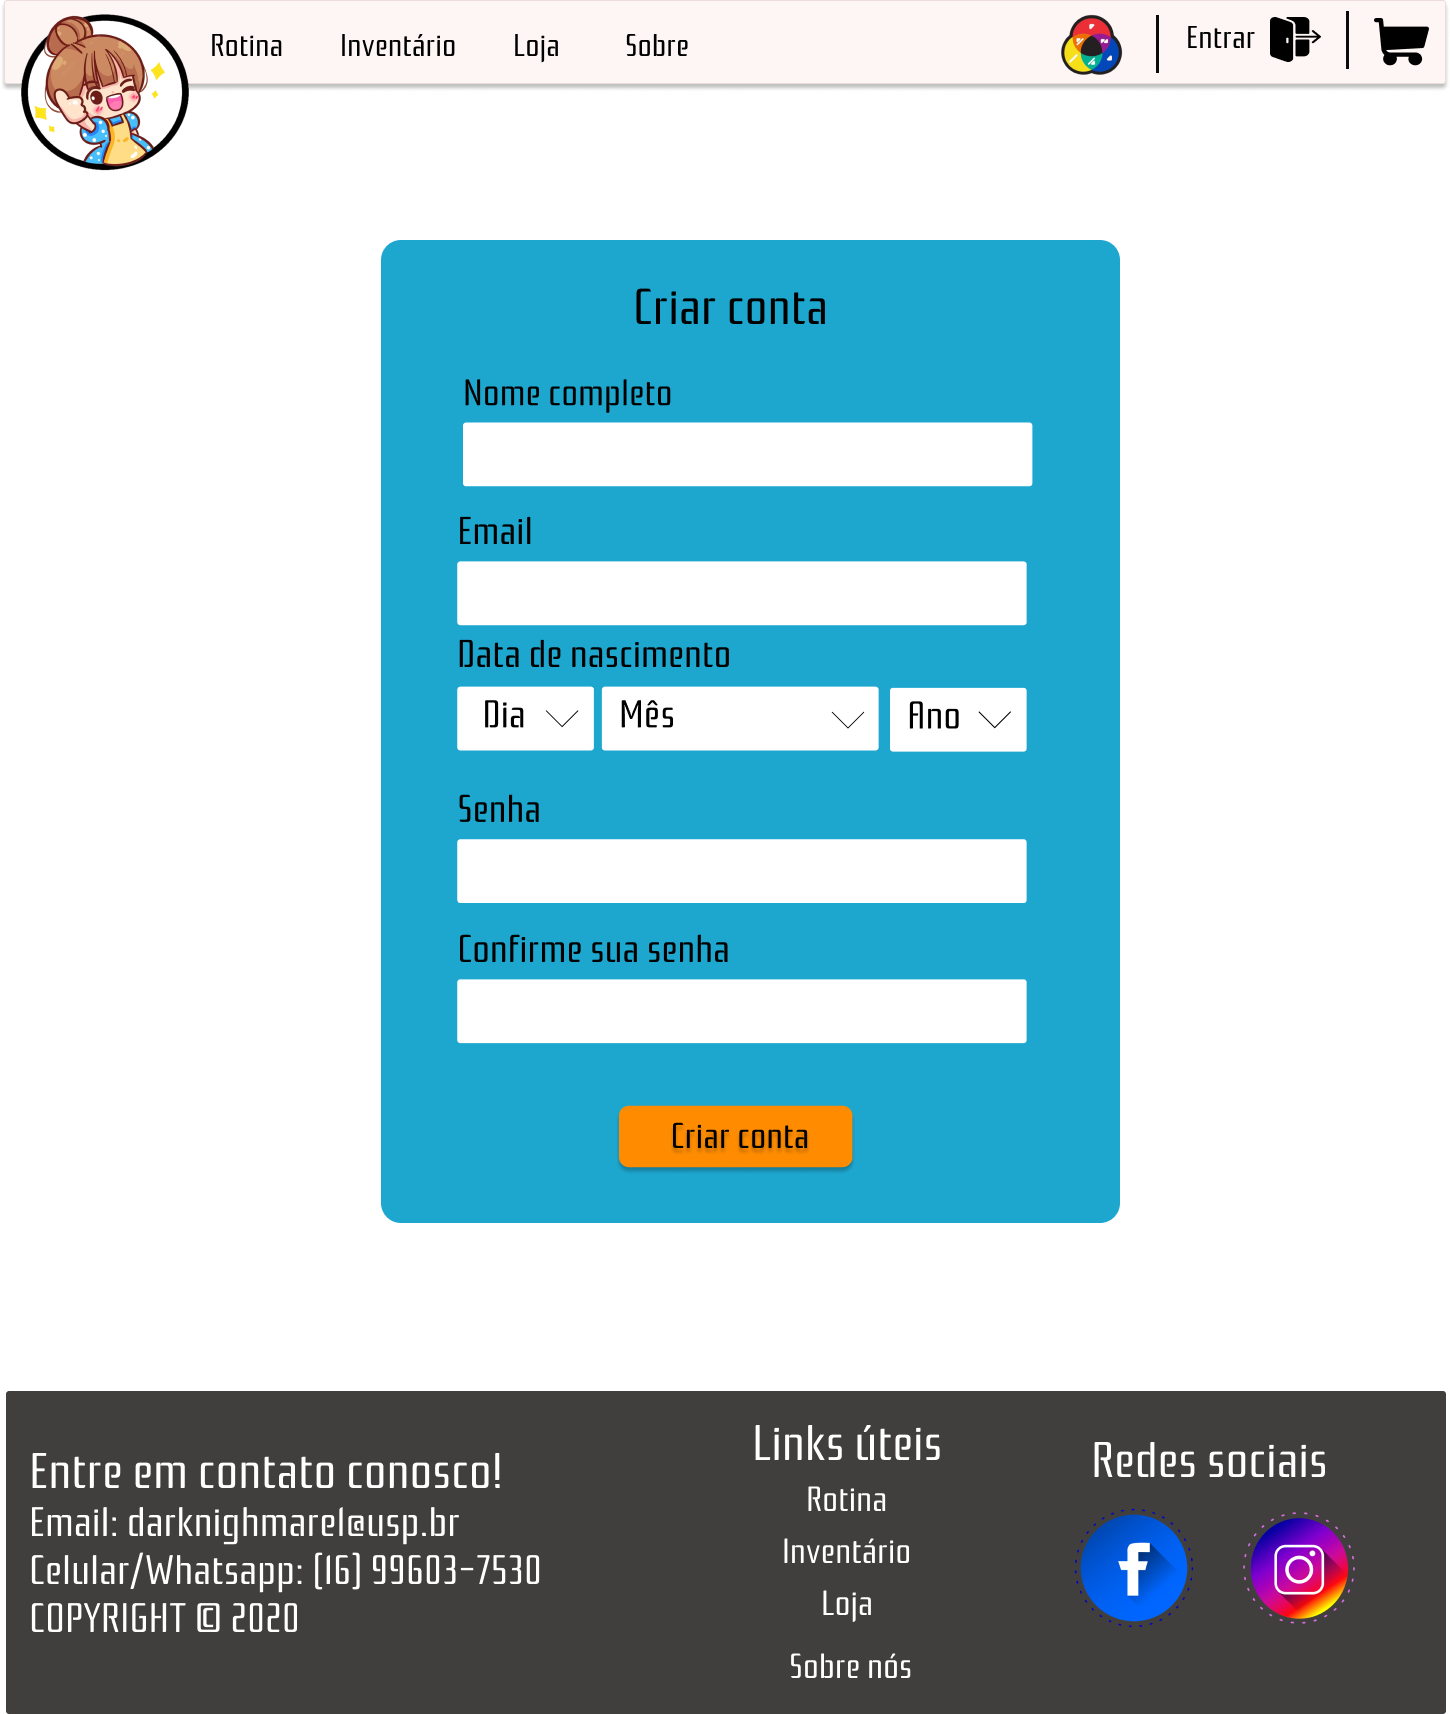 Rotina Inventário Loja Sobre Entrar
Criar conta
Nome completo
Email
Data de nascimento
Dia Mês Ano
Senha
Confirme sua senha
Criar conta
Entre em contato conosco!
Email: darknighmare1@usp.br
Celular/Whatsapp: (16) 99603-7530
COPYRIGHT © 2020
Links úteis
Rotina
Inventário
Loja
Sobre nós
Redes sociais